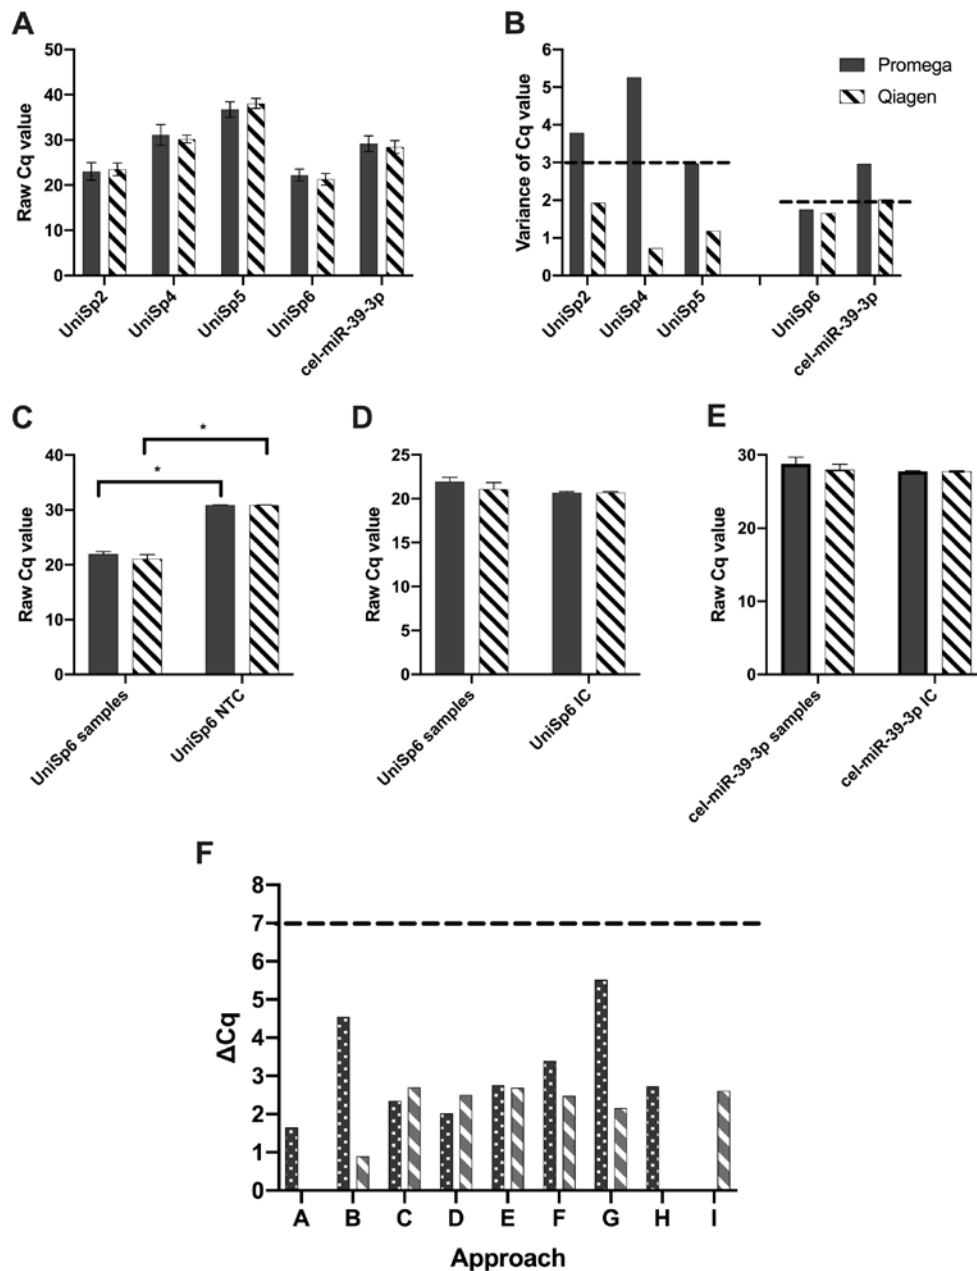 A
Raw Cq value
50
40
30
20
10
0
UniSp2
UniSp4
UniSp5
UniSp6
cel-miR-39-3p
B
Variance of Cq value
6
5
4
3
2
1
0
UniSp2
UniSp4
UniSp5
UniSp6
cel-miR-39-3p
Promega
Qiagen
C
Raw Cq value
40
30
20
10
0
*
*
UniSp6 samples
UniSp6 NTC
D
Raw Cq value
25
20
15
10
5
0
UniSp6 samples
UniSp6 IC
E
Raw Cq value
30
20
10
0
cel-miR-39-3p samples
cel-miR-39-3p IC
F
ΔCq
8
7
6
5
4
3
2
1
0
A B C D E F G H I
Approach